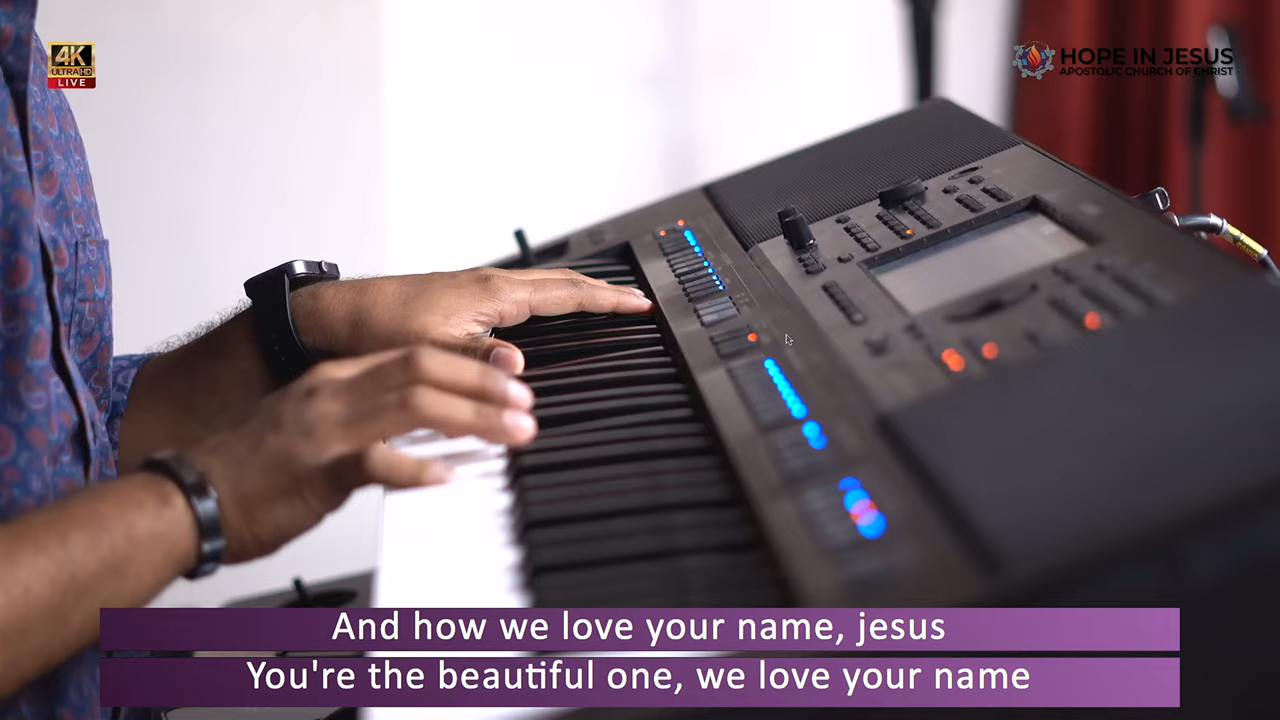 4K
ULTRA HD
LIVE
HOPE IN JESUS
APOSTOLIC CHURCH OF CHRIST
And how we love your name, jesus
You're the beautiful one, we love your name